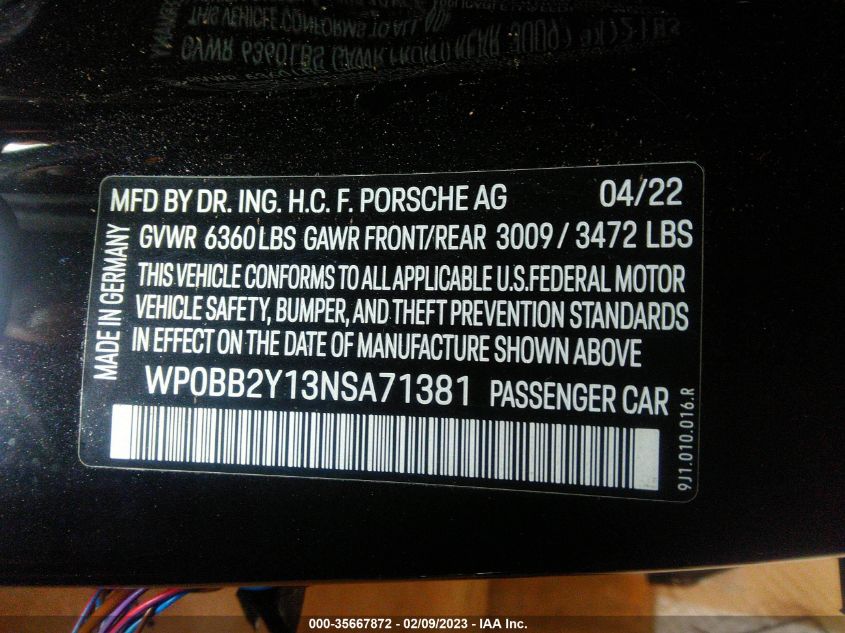 MFD BY DR. ING. H.C. F. PORSCHE AG 04/22
GVWR 6360 LBS GAWR FRONT/REAR 3009 / 3472 LBS
THIS VEHICLE CONFORMS TO ALL APPLICABLE U.S.FEDERAL MOTOR
VEHICLE SAFETY, BUMPER, AND THEFT PREVENTION STANDARDS
IN EFFECT ON THE DATE OF MANUFACTURE SHOWN ABOVE
WP0BB2Y13NSA71381 PASSENGER CAR
MADE IN GERMANY
9J1.010.016.R
000-35667872 - 02/09/2023 - IAA Inc.